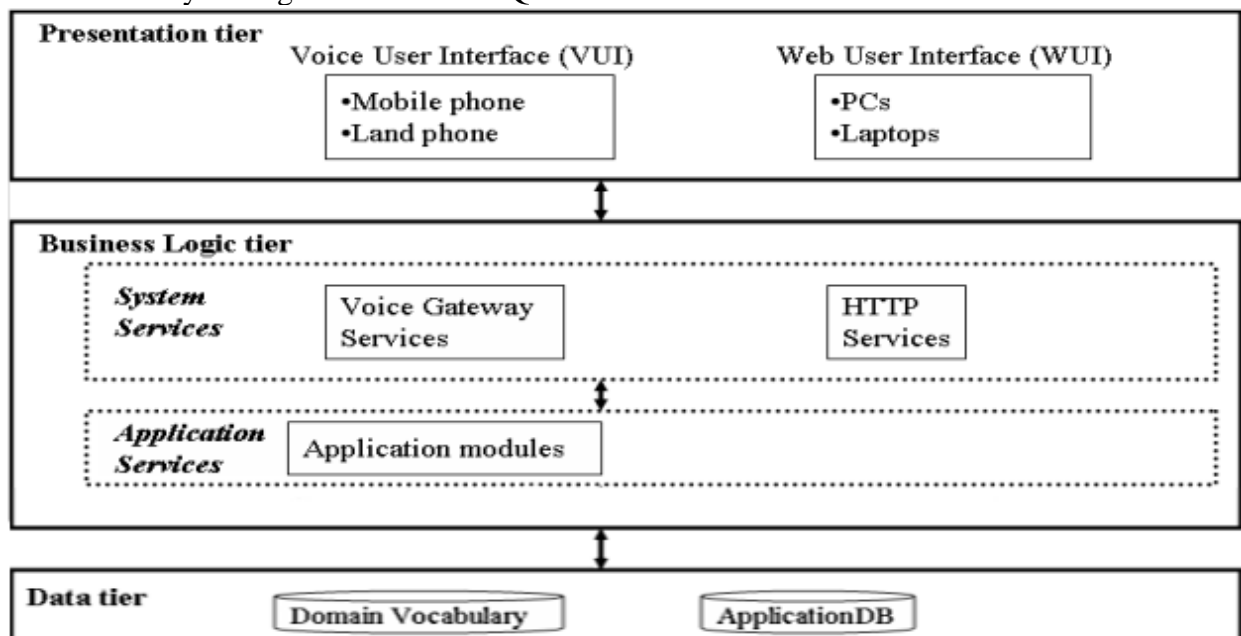 Presentation tier
Voice User Interface (VUI)
Web User Interface (WUI)
•Mobile phone
•Land phone
•PCs
•Laptops
Business Logic tier
System
Services
Voice Gateway
Services
HTTP
Services
Application
Services
Application modules
Data tier
Domain Vocabulary
ApplicationDB